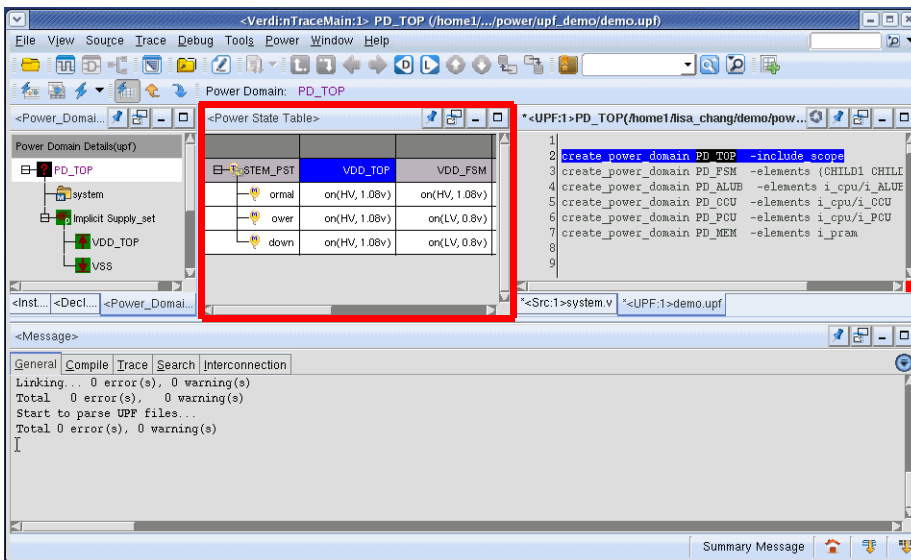 <Verdi:nTraceMain:1> PD_TOP (/home1/.../power/upf_demo/demo.upf)
File View Source Trace Debug Tools Power Window Help
Power Domain: PD_TOP
<Power_Domai...
Power Domain Details(upf)
PD_TOP
system
Implicit Supply_set
VDD_TOP
VSS
<Inst.... <Decl.... <Power_Domai...
<Power State Table>
STEM_PST VDD_TOP VDD_FSM
ormal on(HV, 1.08v) on(HV, 1.08v)
ower on(HV, 1.08v) on(LV, 0.8v)
down on(HV, 1.08v) on(LV, 0.8v)
*<UPF:1>PD_TOP(/home1/lisa_chang/demo/pow...
1
2 create_power_domain PD_TOP -include_scope
3 create_power_domain PD_FSM -elements {CHILD1 CHILI
4 create_power_domain PD_ALUB -elements i_cpu/i_ALUE
5 create_power_domain PD_CCU -elements i_cpu/i_CCU
6 create_power_domain PD_PCU -elements i_cpu/i_PCU
7 create_power_domain PD_MEM -elements i_pram
8
9
*<Src:1>system.v *<UPF:1>demo.upf
<Message>
General Compile Trace Search Interconnection
Linking... 0 error(s), 0 warning(s)
Total 0 error(s), 0 warning(s)
Start to parse UPF files...
Total 0 error(s), 0 warning(s)
Summary Message